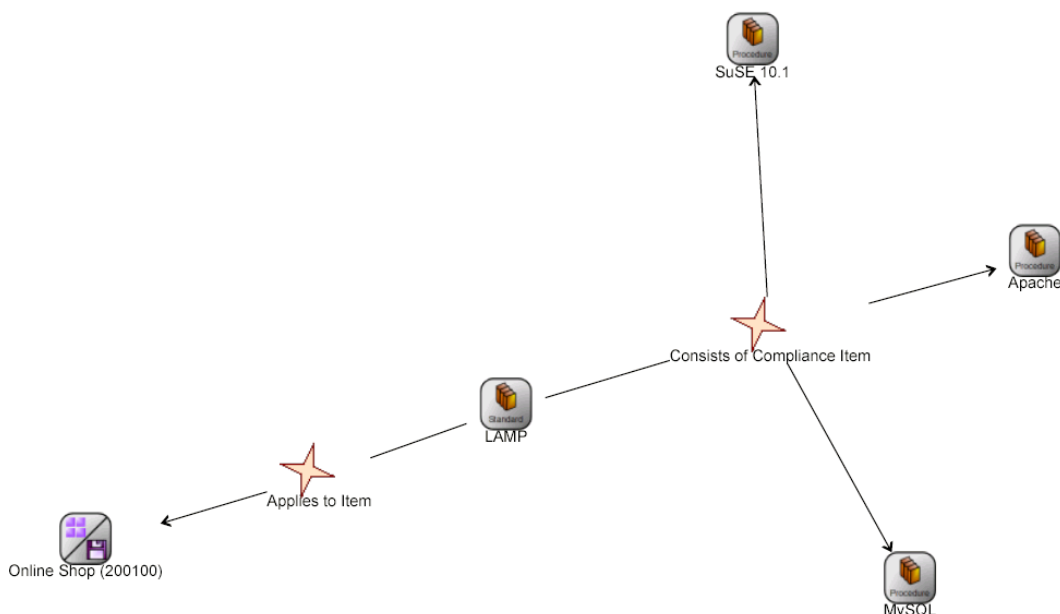 Procedure
SuSE 10.1
Procedure
Apache
Consists of Compliance Item
Standard
LAMP
Applies to Item
Online Shop (200100)
Procedure
MySQL